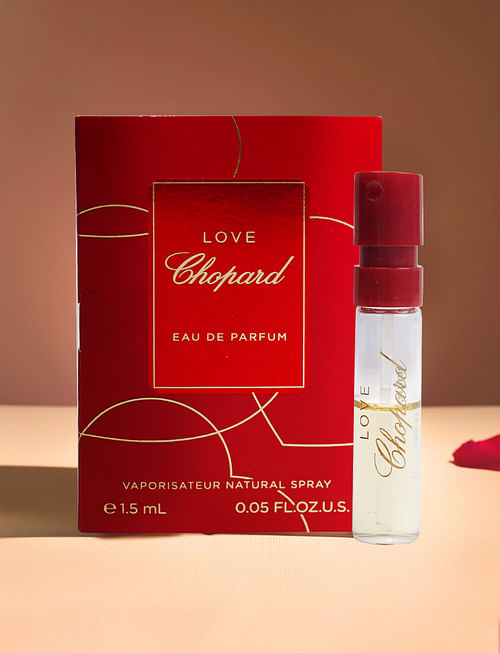 LOVE
Chopard
EAU DE PARFUM
VAPORISATEUR NATURAL SPRAY
℮ 1.5 mL 0.05 FL.OZ.U.S.
LOVE
Chopard